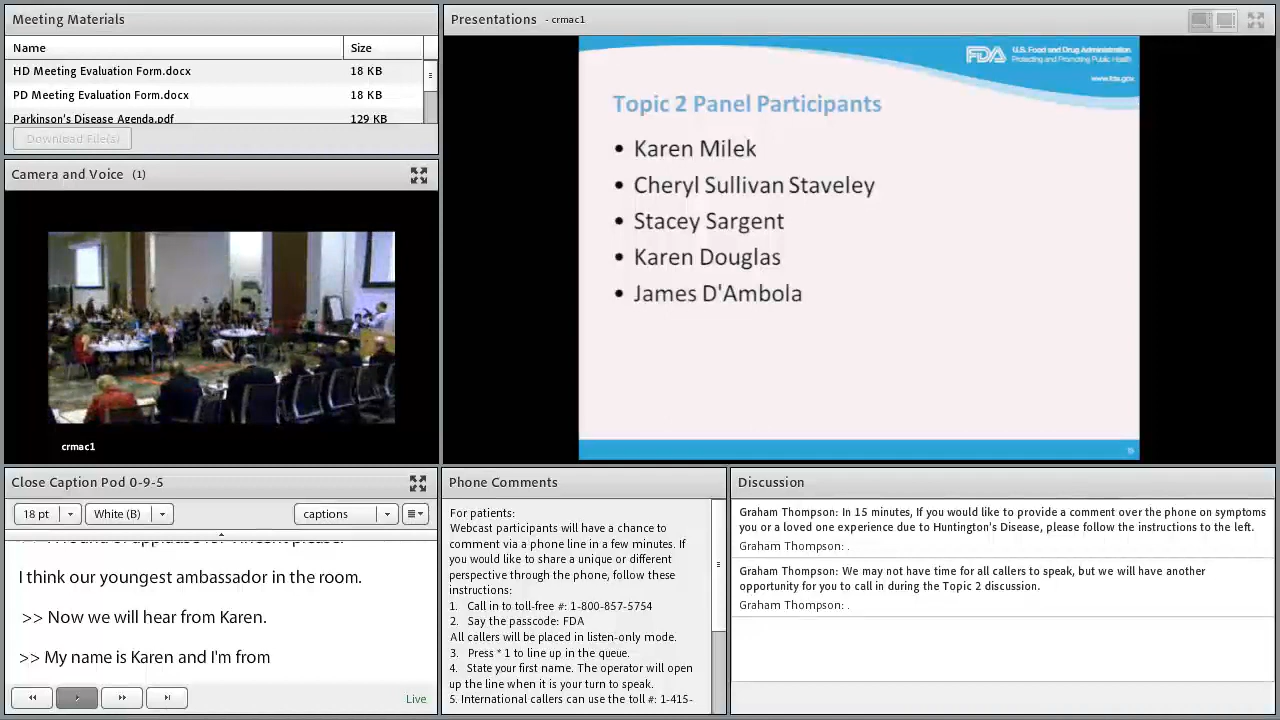 Meeting Materials
Name Size
HD Meeting Evaluation Form.docx 18 KB
PD Meeting Evaluation Form.docx 18 KB
Parkinson's Disease Agenda.pdf 129 KB
Download File(s)
Camera and Voice (1)
crmac1
Presentations - crmac1
FDA U.S. Food and Drug Administration
Protecting and Promoting Public Health
www.fda.gov
Topic 2 Panel Participants
• Karen Milek
• Cheryl Sullivan Staveley
• Stacey Sargent
• Karen Douglas
• James D'Ambola
Close Caption Pod 0-9-5
18 pt White (B) captions
I think our youngest ambassador in the room.
>> Now we will hear from Karen.
>> My name is Karen and I'm from
Live
Phone Comments
For patients:
Webcast participants will have a chance to
comment via a phone line in a few minutes. If
you would like to share a unique or different
perspective through the phone, follow these
instructions:
1. Call in to toll-free #: 1-800-857-5754
2. Say the passcode: FDA
All callers will be placed in listen-only mode.
3. Press * 1 to line up in the queue.
4. State your first name. The operator will open
up the line when it is your turn to speak.
5. International callers can use the toll #: 1-415-
Discussion
Graham Thompson: In 15 minutes, If you would like to provide a comment over the phone on symptoms
you or a loved one experience due to Huntington's Disease, please follow the instructions to the left.
Graham Thompson: .
Graham Thompson: We may not have time for all callers to speak, but we will have another
opportunity for you to call in during the Topic 2 discussion.
Graham Thompson: .